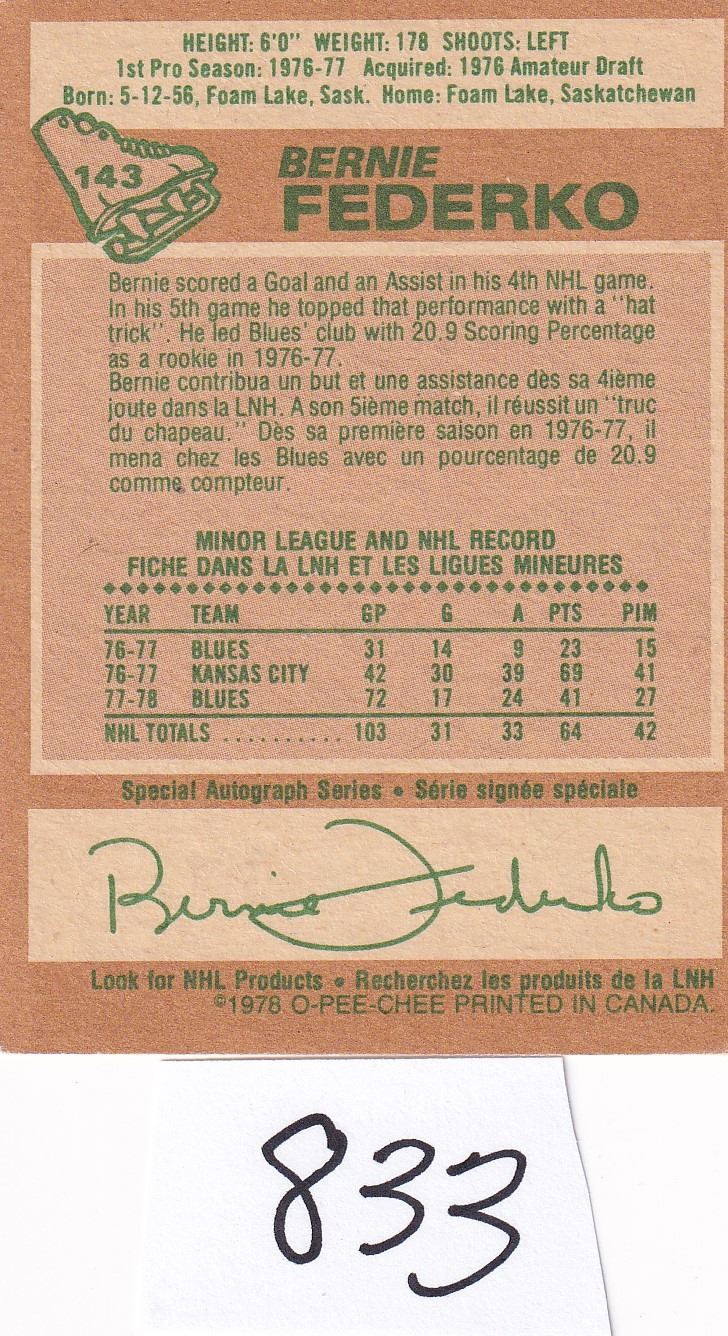 HEIGHT: 6'0" WEIGHT: 178 SHOOTS: LEFT
1st Pro Season: 1976-77 Acquired: 1976 Amateur Draft
Born: 5-12-56, Foam Lake, Sask. Home: Foam Lake, Saskatchewan
143
BERNIE
FEDERKO
Bernie scored a Goal and an Assist in his 4th NHL game.
In his 5th game he topped that performance with a "hat
trick". He led Blues' club with 20.9 Scoring Percentage
as a rookie in 1976-77.
Bernie contribua un but et une assistance dès sa 4ième
joute dans la LNH. A son 5ième match, il réussit un "truc
du chapeau." Dès sa première saison en 1976-77, il
mena chez les Blues avec un pourcentage de 20.9
comme compteur.
MINOR LEAGUE AND NHL RECORD
FICHE DANS LA LNH ET LES LIGUES MINEURES
YEAR TEAM GP G A PTS PIM
76-77 BLUES 31 14 9 23 15
76-77 KANSAS CITY 42 30 39 69 41
77-78 BLUES 72 17 24 41 27
NHL TOTALS .......... 103 31 33 64 42
Special Autograph Series • Série signée spéciale
Bernie Federko
Look for NHL Products • Recherchez les produits de la LNH
©1978 O-PEE-CHEE PRINTED IN CANADA.
833